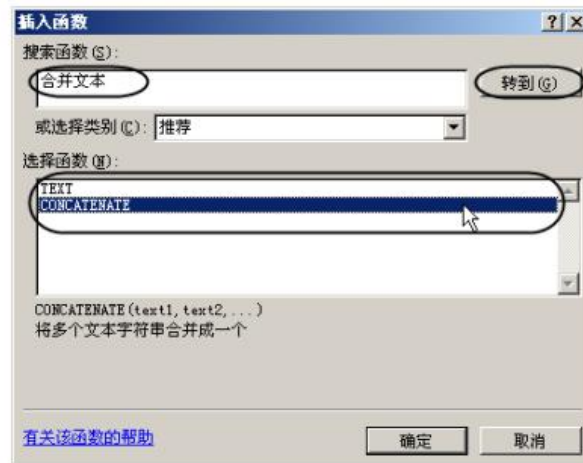 插入函数
搜索函数(S):
合并文本
转到(G)
或选择类别(C): 推荐
选择函数(N):
TEXT
CONCATENATE
CONCATENATE(text1,text2,...)
将多个文本字符串合并成一个
有关该函数的帮助
确定 取消